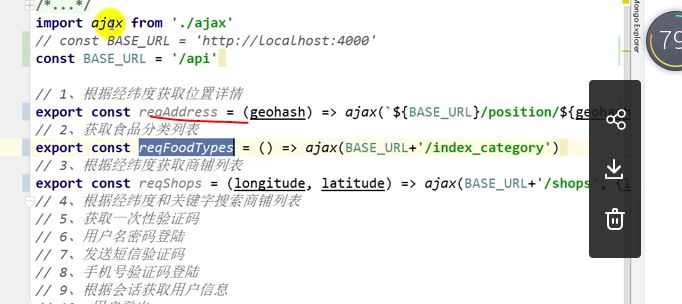 /*...*/
import ajax from './ajax'
// const BASE_URL = 'http://localhost:4000'
const BASE_URL = '/api'
// 1、根据经纬度获取位置详情
export const reqAddress = (geohash) => ajax(`${BASE_URL}/position/${geohash
// 2、获取食品分类列表
export const reqFoodTypes = () => ajax(BASE_URL+'/index_category')
// 3、根据经纬度获取商铺列表
export const reqShops = (longitude, latitude) => ajax(BASE_URL+'/shops', {l
// 4、根据经纬度和关键字搜索商铺列表
// 5、获取一次性验证码
// 6、用户名密码登陆
// 7、发送短信验证码
// 8、手机号验证码登陆
// 9、根据会话获取用户信息
Mongo Explorer
79